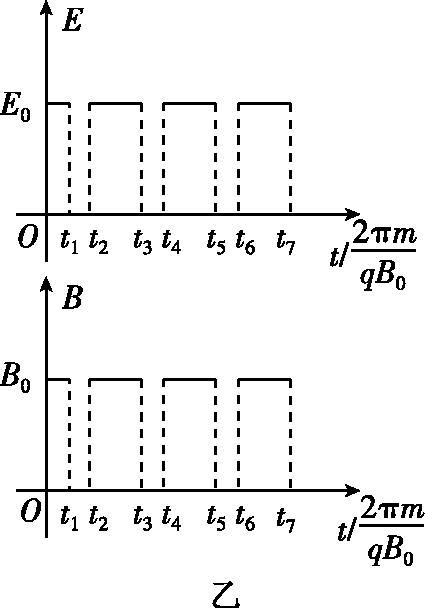 E
E₀
O t₁ t₂ t₃ t₄ t₅ t₆ t₇ t/2πm/qB₀
B
B₀
O t₁ t₂ t₃ t₄ t₅ t₆ t₇ t/2πm/qB₀
乙